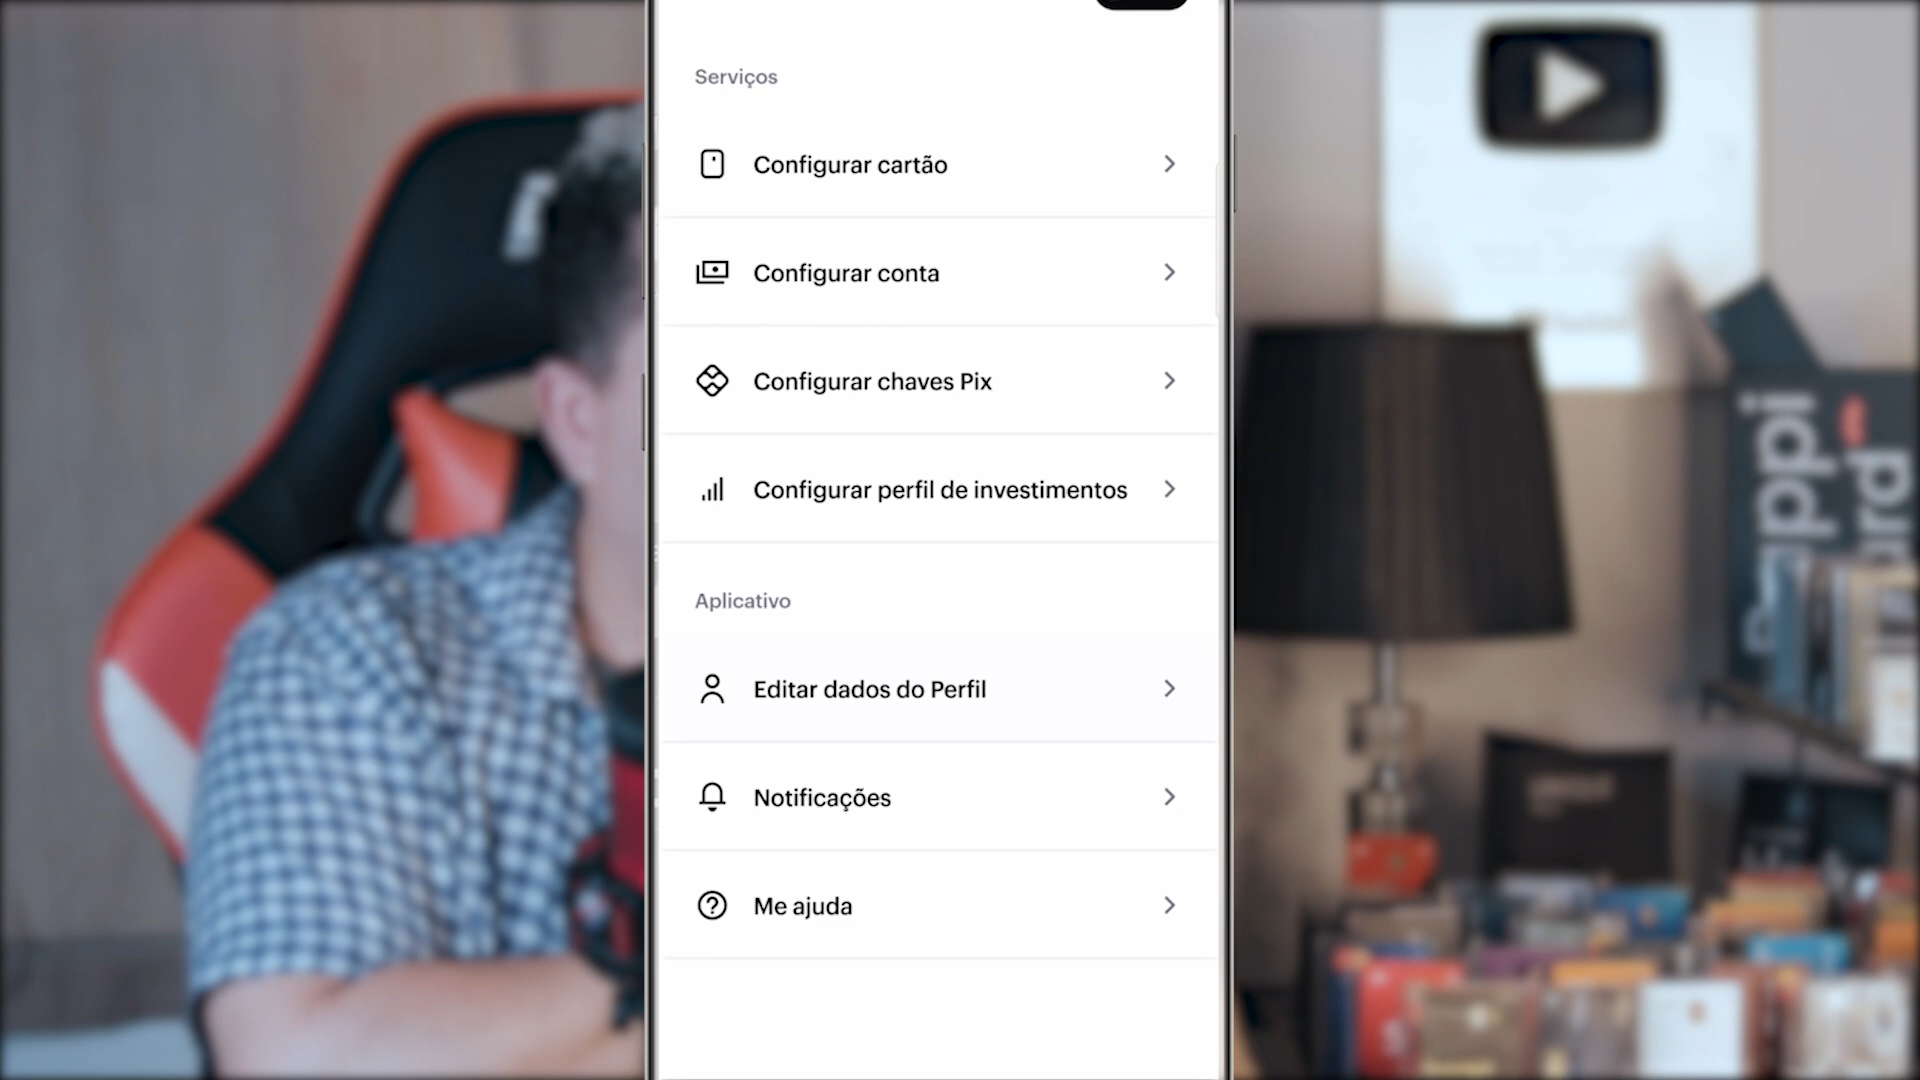 Serviços
Configurar cartão
Configurar conta
Configurar chaves Pix
Configurar perfil de investimentos
Aplicativo
Editar dados do Perfil
Notificações
Me ajuda